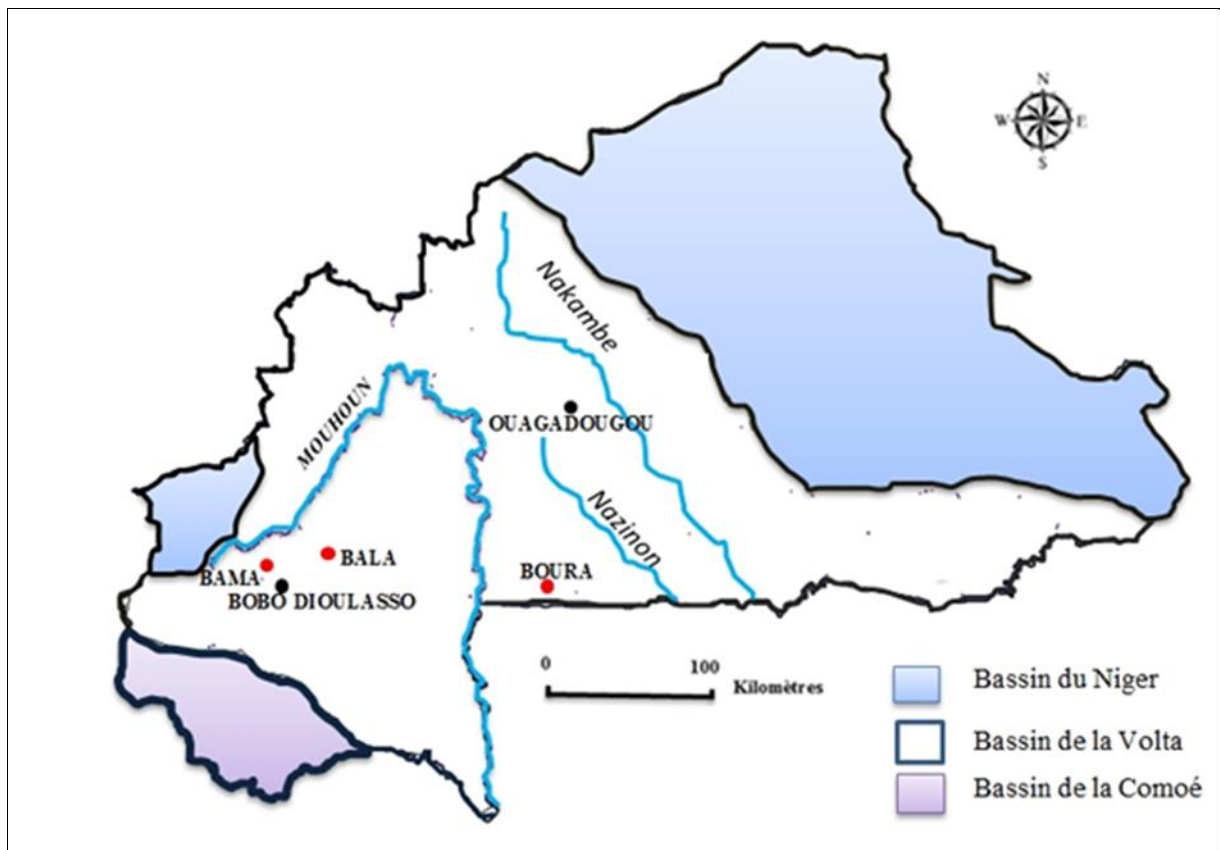 N
W E
S
Nakambe
MOUHOUN
OUAGADOUGOU
Nazinon
BALA
BAMA
BOURA
BOBO DIOULASSO
0 100
Kilomètres
Bassin du Niger
Bassin de la Volta
Bassin de la Comoé